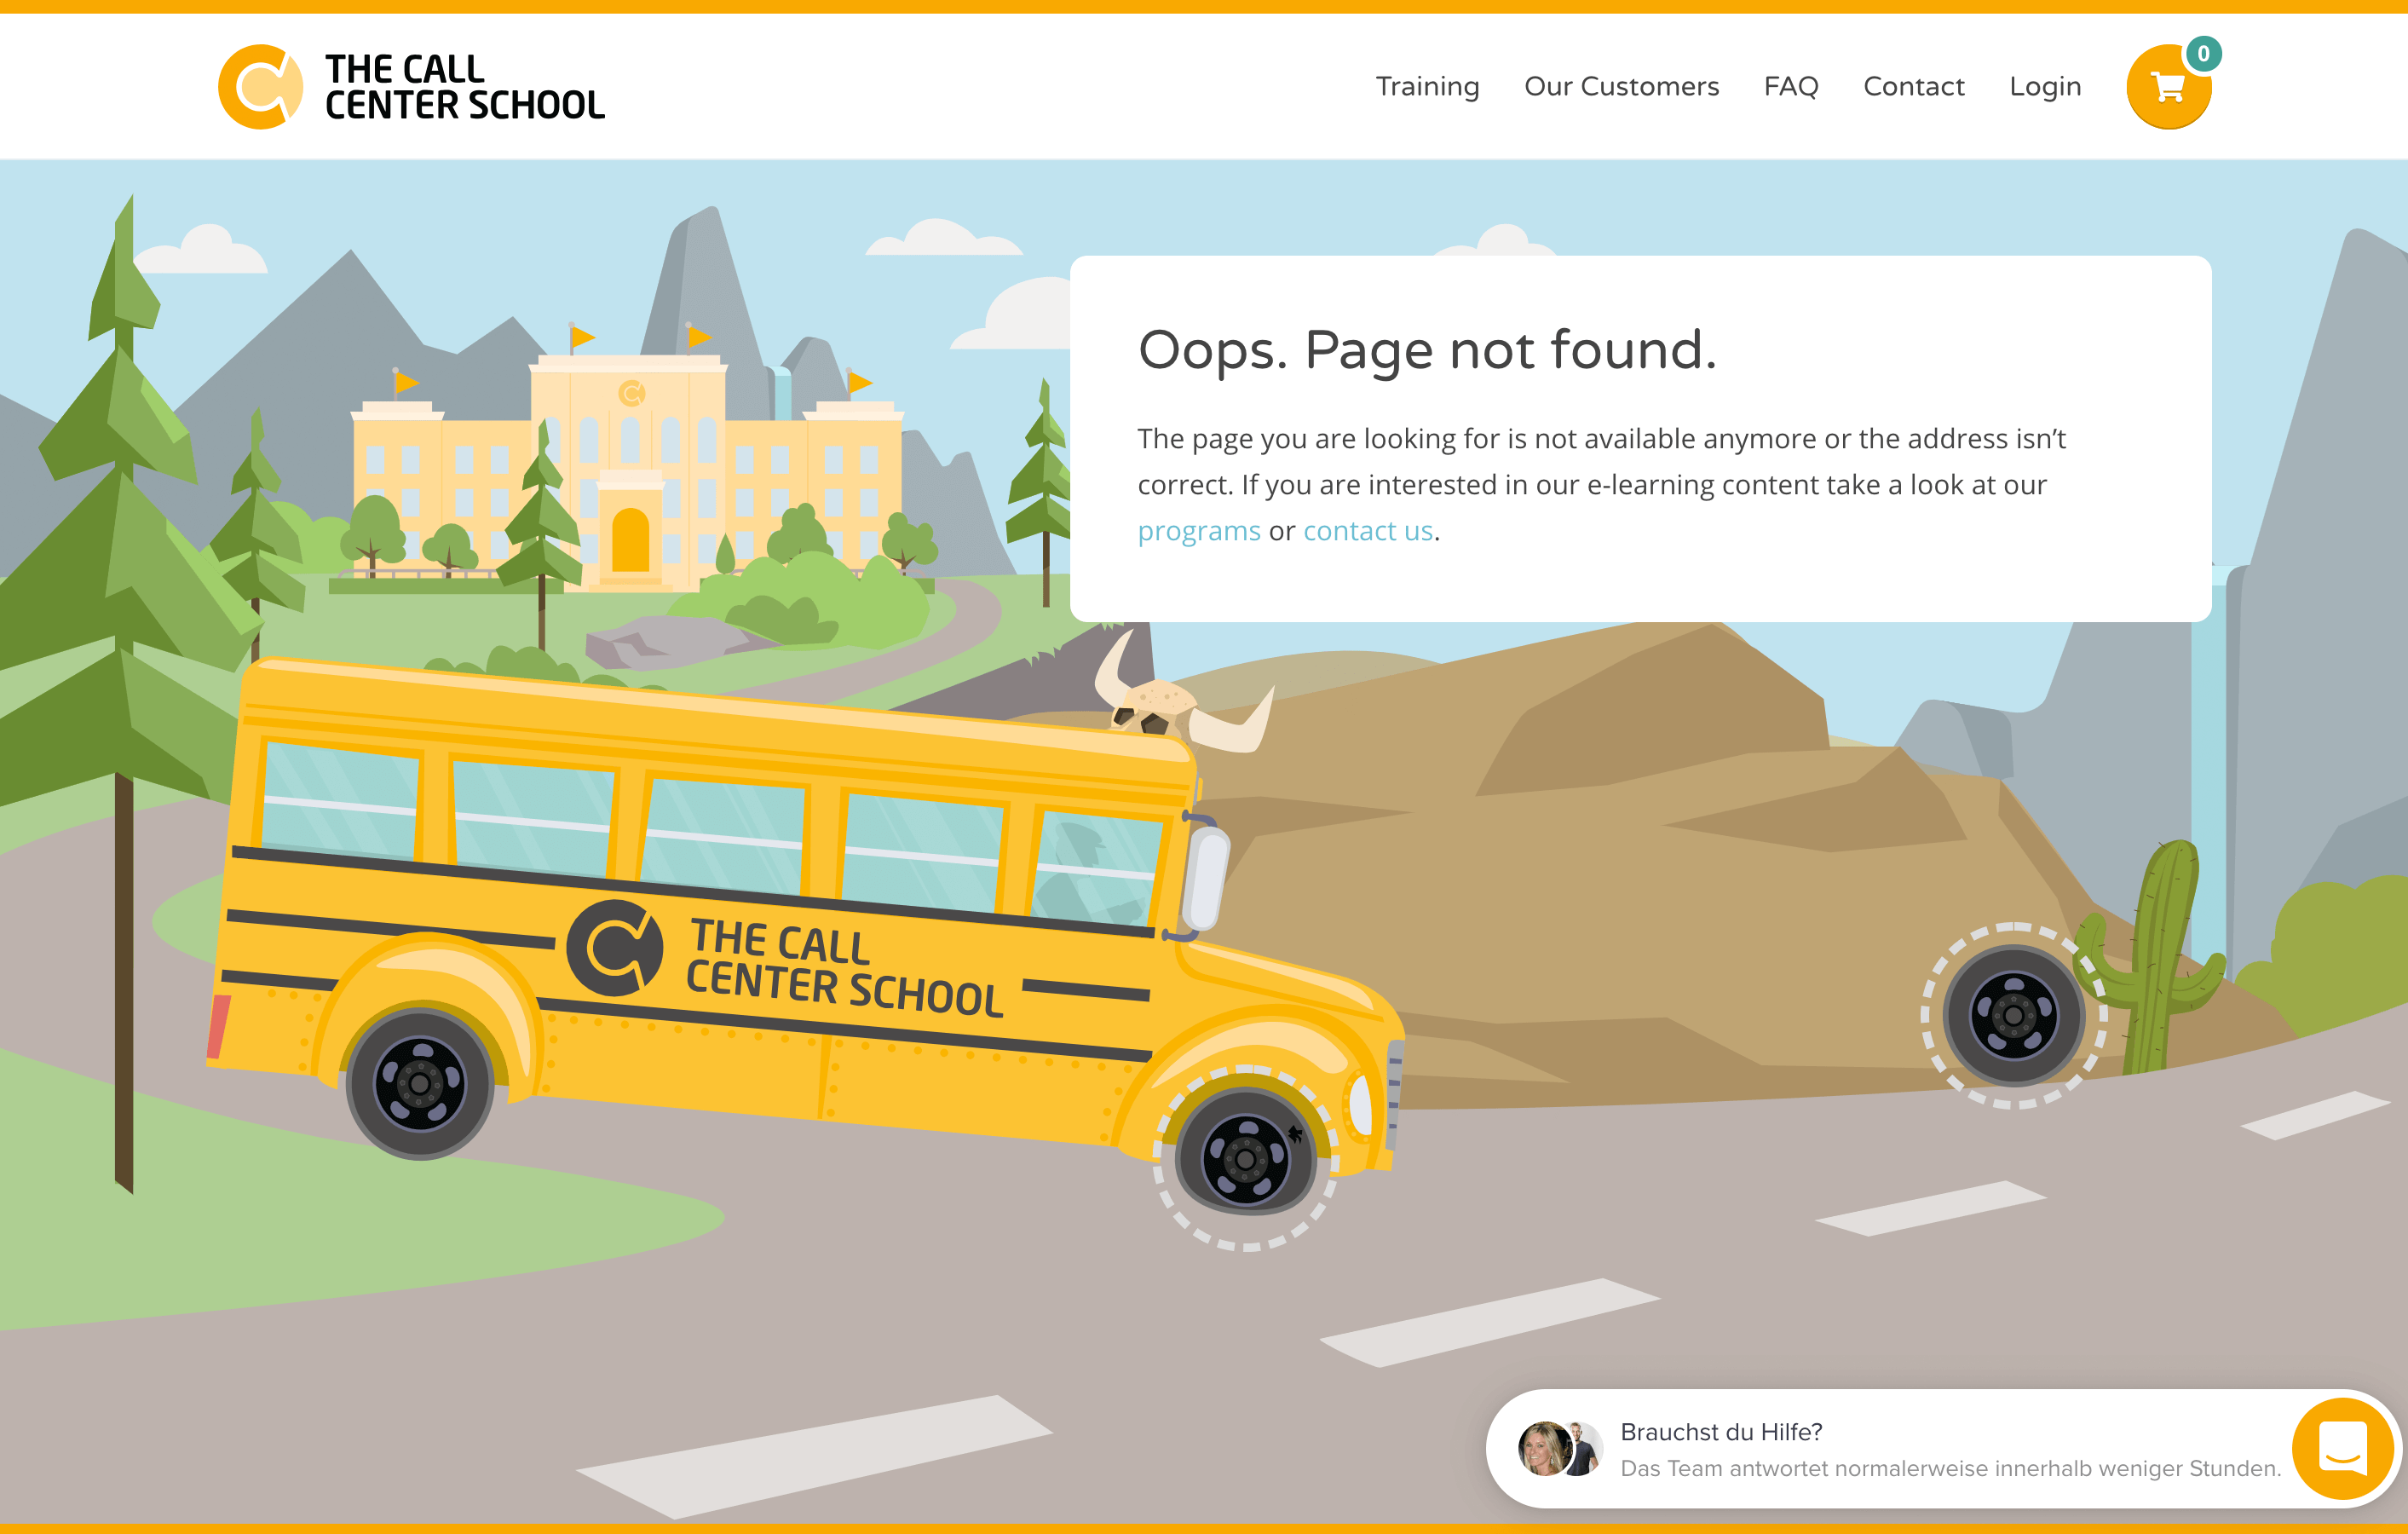 THE CALL
CENTER SCHOOL
Training
Our Customers
FAQ
Contact
Login
0
Oops. Page not found.
The page you are looking for is not available anymore or the address isn’t
correct. If you are interested in our e-learning content take a look at our
programs or contact us.
THE CALL
CENTER SCHOOL
Brauchst du Hilfe?
Das Team antwortet normalerweise innerhalb weniger Stunden.